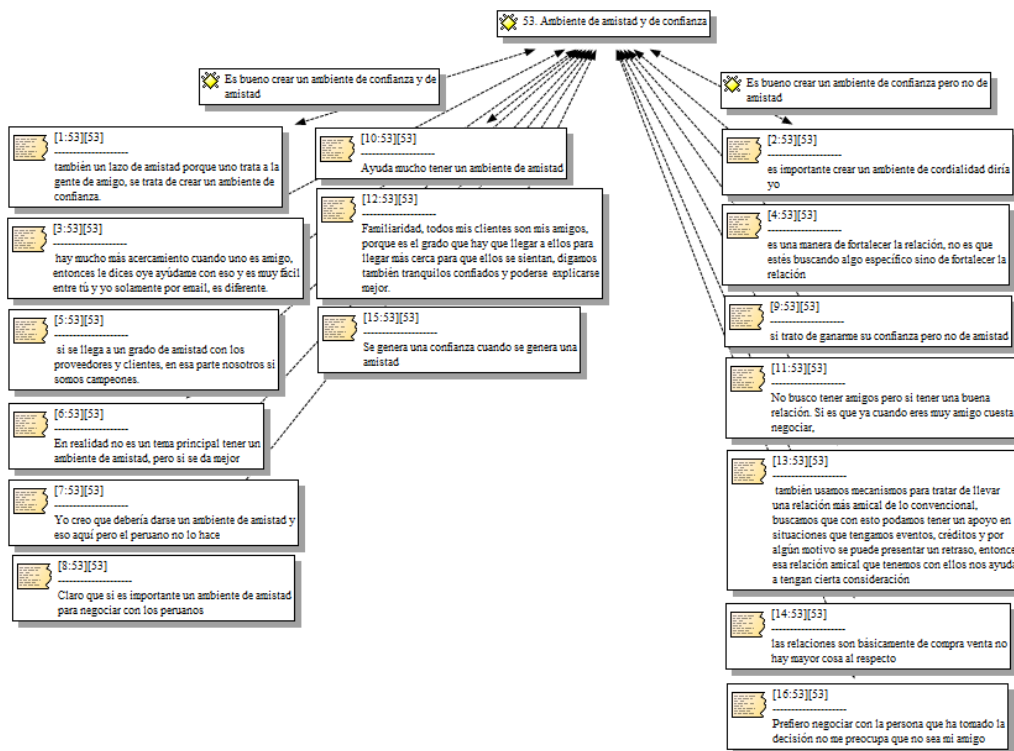 53. Ambiente de amistad y de confianza
Es bueno crear un ambiente de confianza y de
amistad
Es bueno crear un ambiente de confianza pero no de
amistad
[1:53][53]
--------------------
también un lazo de amistad porque uno trata a la
gente de amigo, se trata de crear un ambiente de
confianza.
[3:53][53]
--------------------
hay mucho más acercamiento cuando uno es amigo,
entonces le dices oye ayúdame con eso y es muy fácil
entre tú y yo solamente por email, es diferente.
[5:53][53]
--------------------
si se llega a un grado de amistad con los
proveedores y clientes, en esa parte nosotros si
somos campeones.
[6:53][53]
--------------------
En realidad no es un tema principal tener un
ambiente de amistad, pero si se da mejor
[7:53][53]
--------------------
Yo creo que debería darse un ambiente de amistad y
eso aquí pero el peruano no lo hace
[8:53][53]
--------------------
Claro que si es importante un ambiente de amistad
para negociar con los peruanos
[10:53][53]
--------------------
Ayuda mucho tener un ambiente de amistad
[12:53][53]
--------------------
Familiaridad, todos mis clientes son mis amigos,
porque es el grado que hay que llegar a ellos para
llegar más cerca para que ellos se sientan, digamos
también tranquilos confiados y poderse explicarse
mejor.
[15:53][53]
--------------------
Se genera una confianza cuando se genera una
amistad
[2:53][53]
--------------------
es importante crear un ambiente de cordialidad diría
yo
[4:53][53]
--------------------
es una manera de fortalecer la relación, no es que
estés buscando algo específico sino de fortalecer la
relación
[9:53][53]
--------------------
si trato de ganarme su confianza pero no de amistad
[11:53][53]
--------------------
No busco tener amigos pero si tener una buena
relación. Si es que ya cuando eres muy amigo cuesta
negociar,
[13:53][53]
--------------------
también usamos mecanismos para tratar de llevar
una relación más amical de lo convencional,
buscamos que con esto podamos tener un apoyo en
situaciones que tengamos eventos, créditos y por
algún motivo se puede presentar un retraso, entonce
esa relación amical que tenemos con ellos nos ayuda
a tengan cierta consideración
[14:53][53]
--------------------
las relaciones son básicamente de compra venta no
hay mayor cosa al respecto
[16:53][53]
--------------------
Prefiero negociar con la persona que ha tomado la
decisión no me preocupa que no sea mi amigo